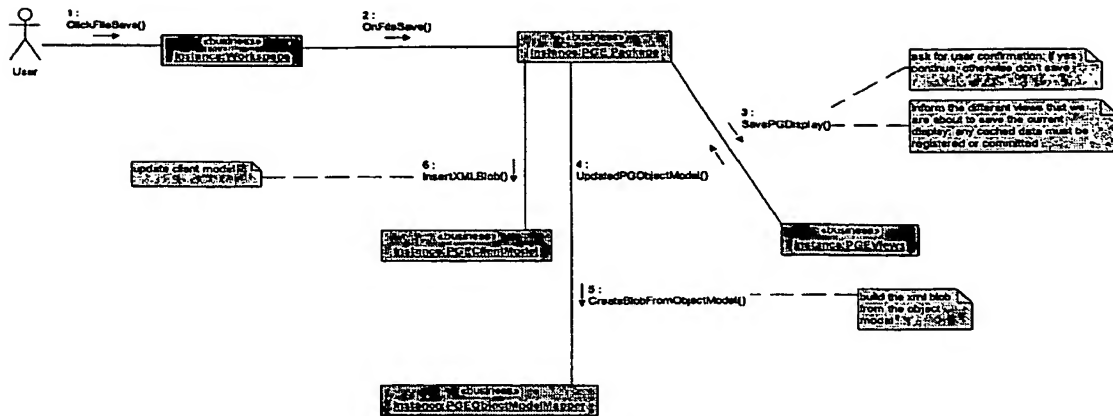 1 :
ClickFileSave()
2 :
OnFileSave()
User
<business>
Instance:Workspace
<business>
Instance:PGE Package
ask for user confirmation; if yes
continue; otherwise don't save
3 :
SavePGDisplay()
Inform the different views that we
are about to save the current
display; any cached data must be
registered or committed
update client model
6 :
InsertXMLBlob()
4 :
UpdatedPGObjectModel()
<business>
Instance:PGEClientModel
<business>
Instance:PGEViews
5 :
CreateBlobFromObjectModel()
build the xml blob
from the object
model
<business>
Instance:PGEObjectModelMapper